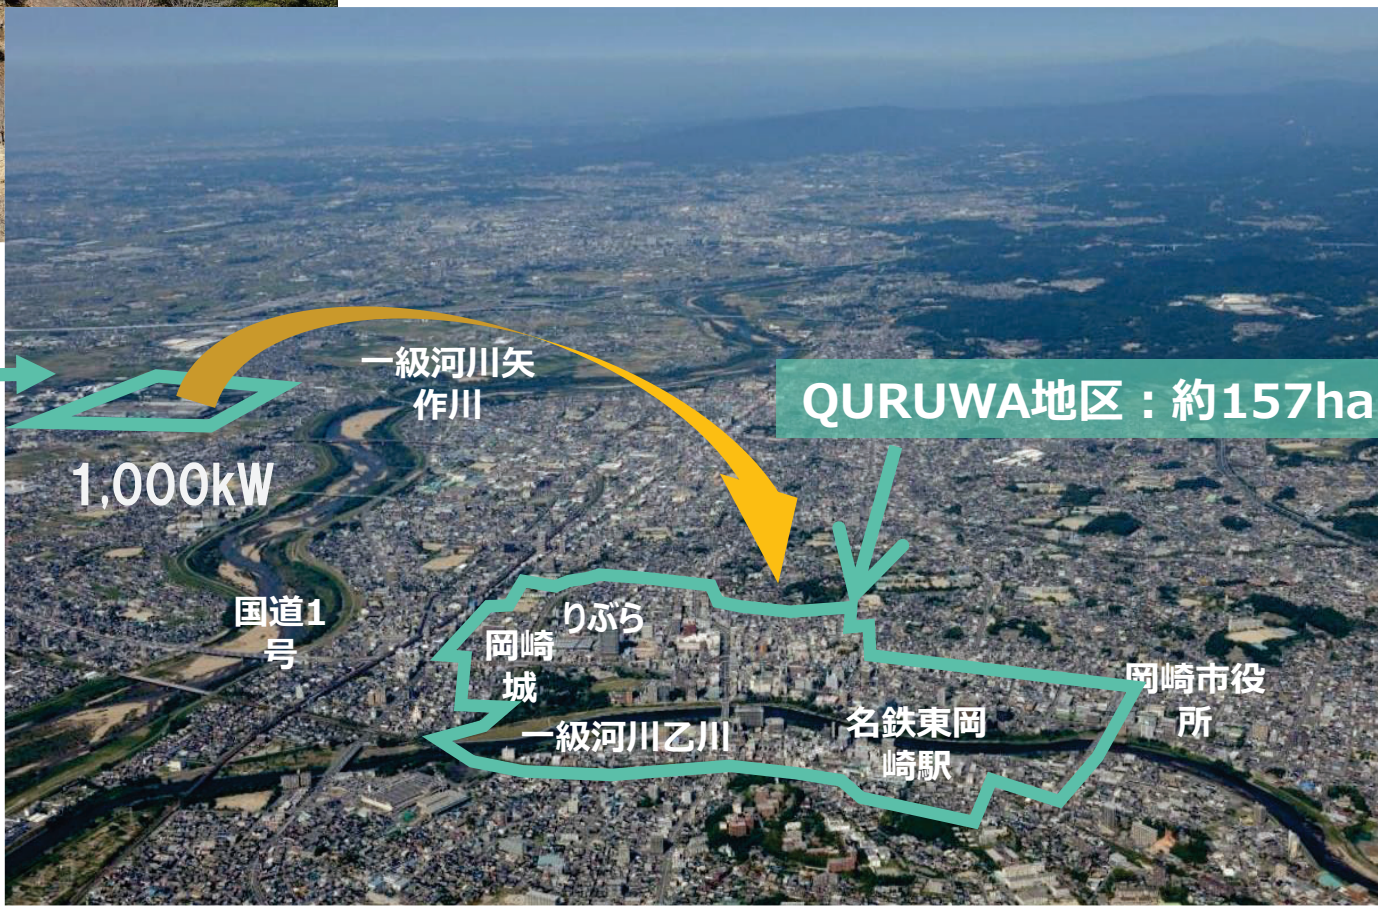 一級河川矢
作川
QURUWA地区：約157ha
1,000kW
国道1
号
りぶら
岡崎
城
岡崎市役
所
一級河川乙川
名鉄東岡
崎駅